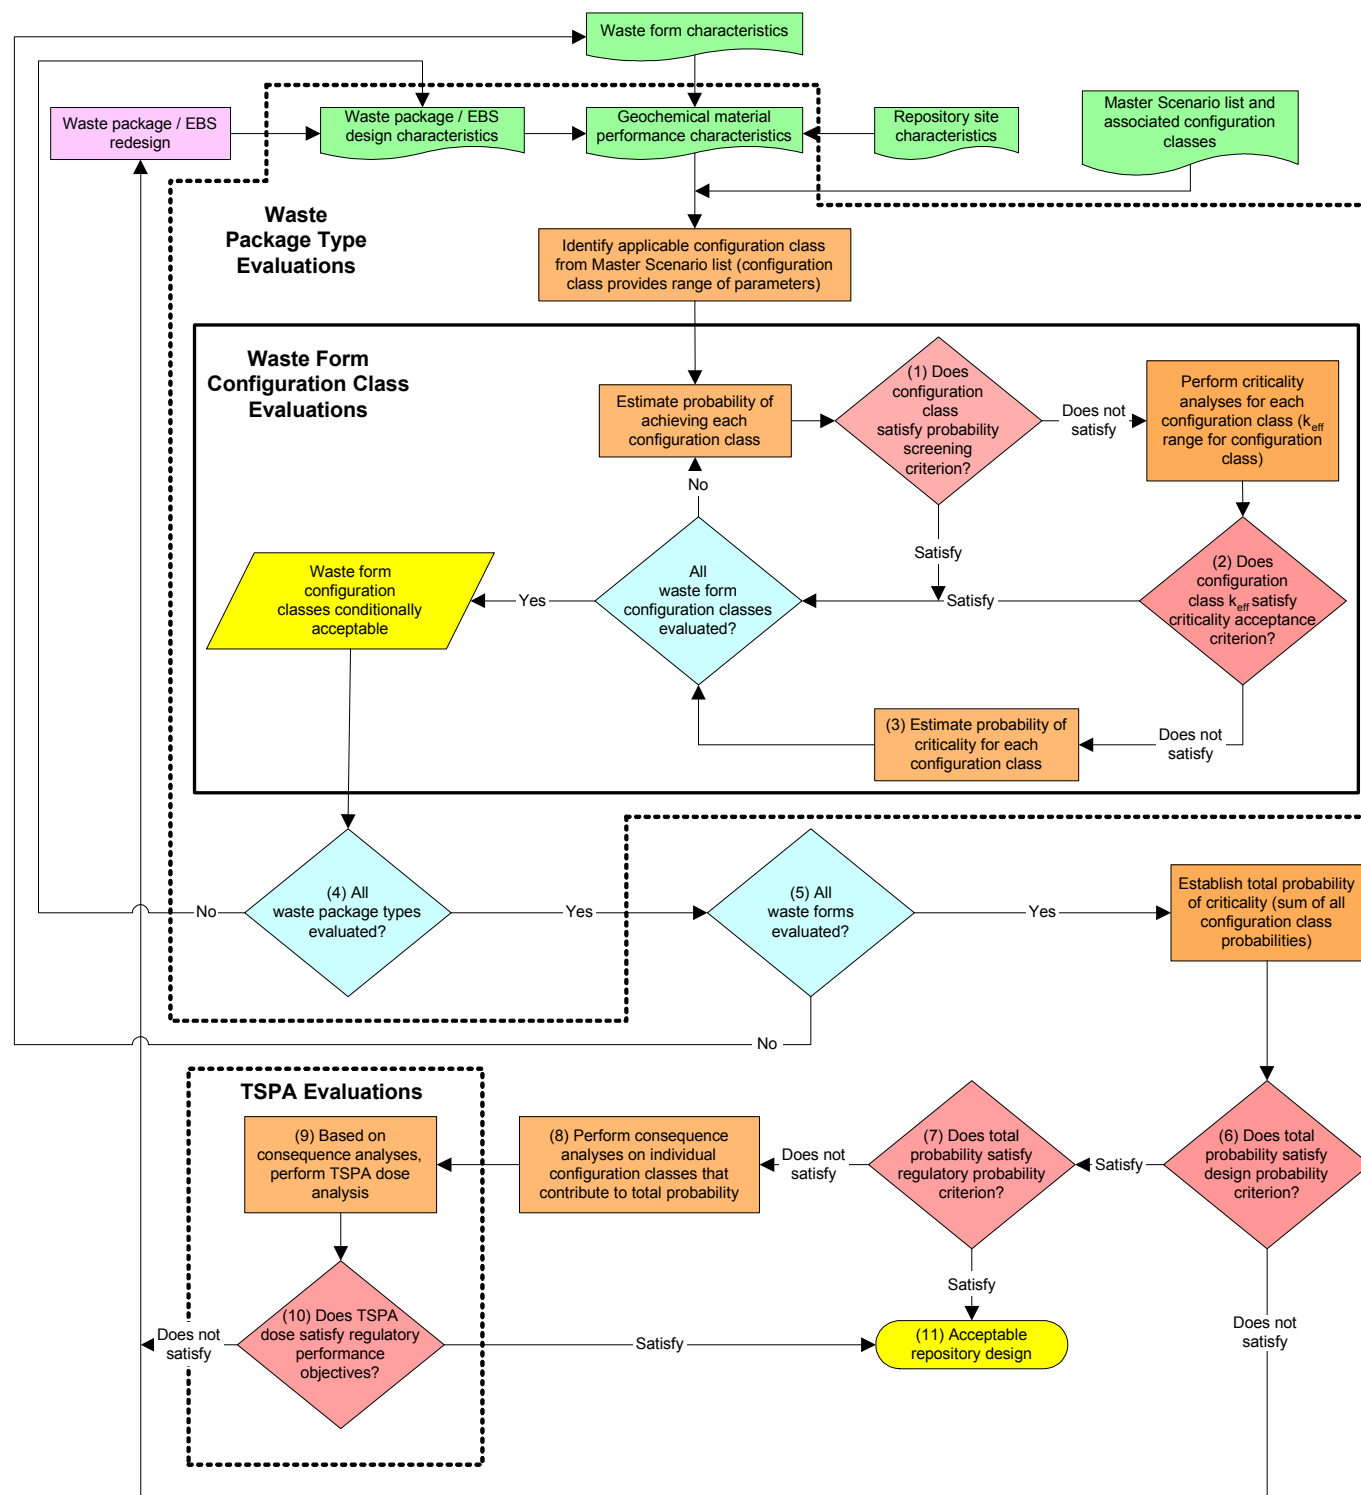 Waste form characteristics
Waste package / EBS
redesign
Waste package / EBS
design characteristics
Geochemical material
performance characteristics
Repository site
characteristics
Master Scenario list and
associated configuration
classes
Waste
Package Type
Evaluations
Identify applicable configuration class
from Master Scenario list (configuration
class provides range of parameters)
Waste Form
Configuration Class
Evaluations
Estimate probability of
achieving each
configuration class
(1) Does
configuration
class
satisfy probability
screening
criterion?
Does not
satisfy
Perform criticality
analyses for each
configuration class (keff
range for configuration
class)
No
Satisfy
Waste form
configuration
classes conditionally
acceptable
Yes
All
waste form
configuration classes
evaluated?
Satisfy
(2) Does
configuration
class keff satisfy
criticality acceptance
criterion?
(3) Estimate probability of
criticality for each
configuration class
Does not
satisfy
No
(4) All
waste package types
evaluated?
Yes
(5) All
waste forms
evaluated?
Yes
Establish total probability
of criticality (sum of all
configuration class
probabilities)
No
TSPA Evaluations
(9) Based on
consequence analyses,
perform TSPA dose
analysis
(8) Perform consequence
analyses on individual
configuration classes that
contribute to total probability
Does not
satisfy
(7) Does total
probability satisfy
regulatory probability
criterion?
Satisfy
(6) Does total
probability satisfy
design probability
criterion?
Satisfy
Does not
satisfy
(10) Does TSPA
dose satisfy regulatory
performance
objectives?
Satisfy
(11) Acceptable
repository design
Does not
satisfy